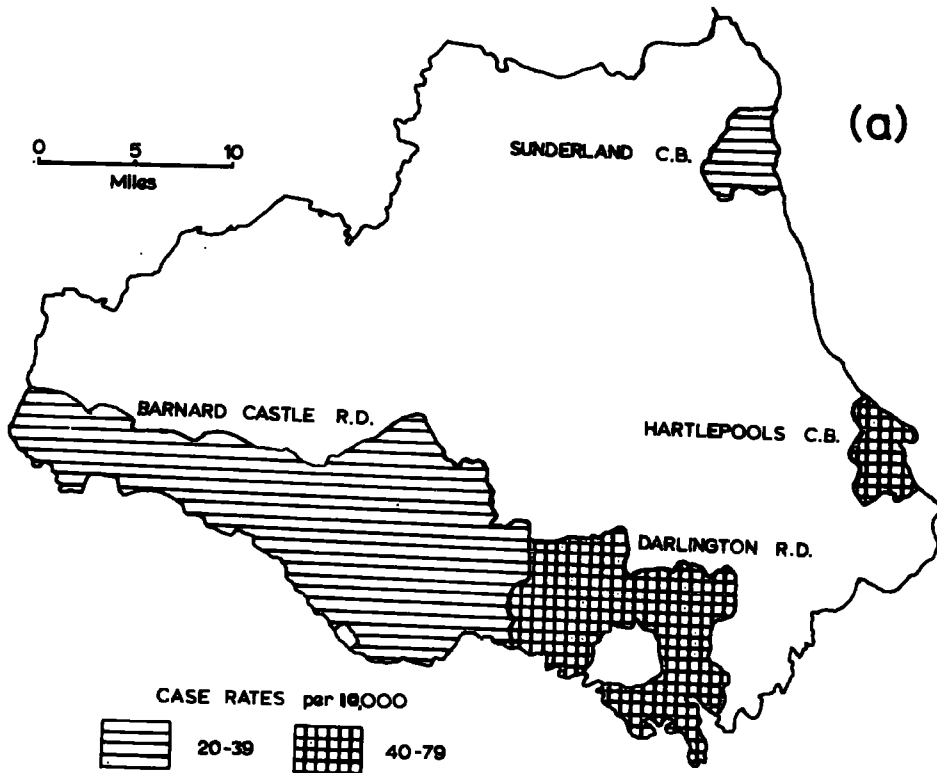 (a)
0 5 10
Miles
SUNDERLAND C.B.
BARNARD CASTLE R.D.
HARTLEPOOLS C.B.
DARLINGTON R.D.
CASE RATES per 10,000
20-39 40-79